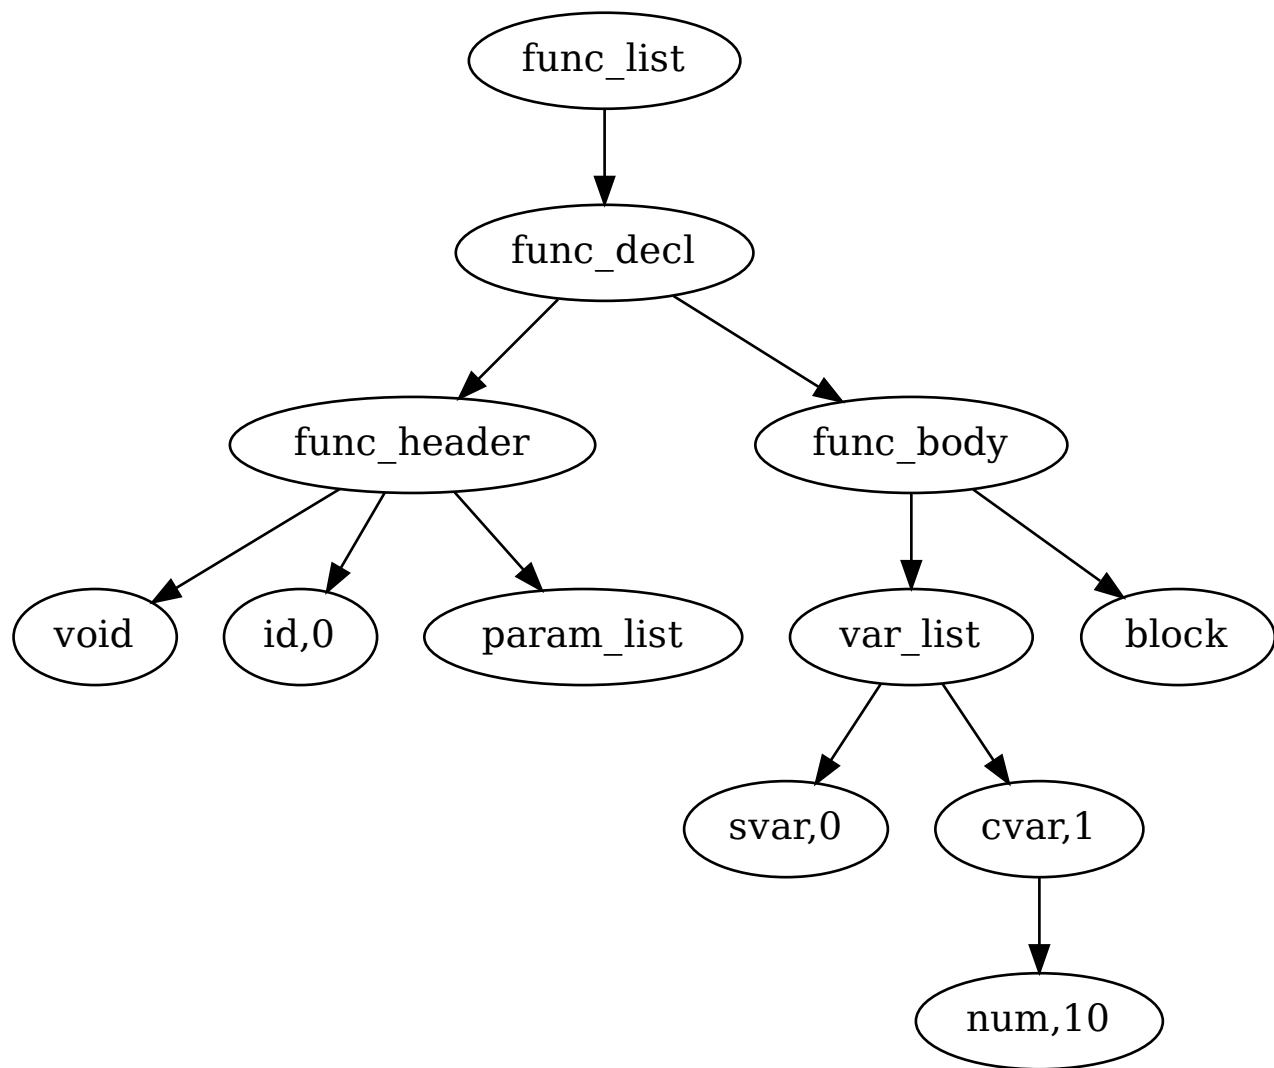 func_list
func_decl
func_header
func_body
void
id,0
param_list
var_list
block
svar,0
cvar,1
num,10